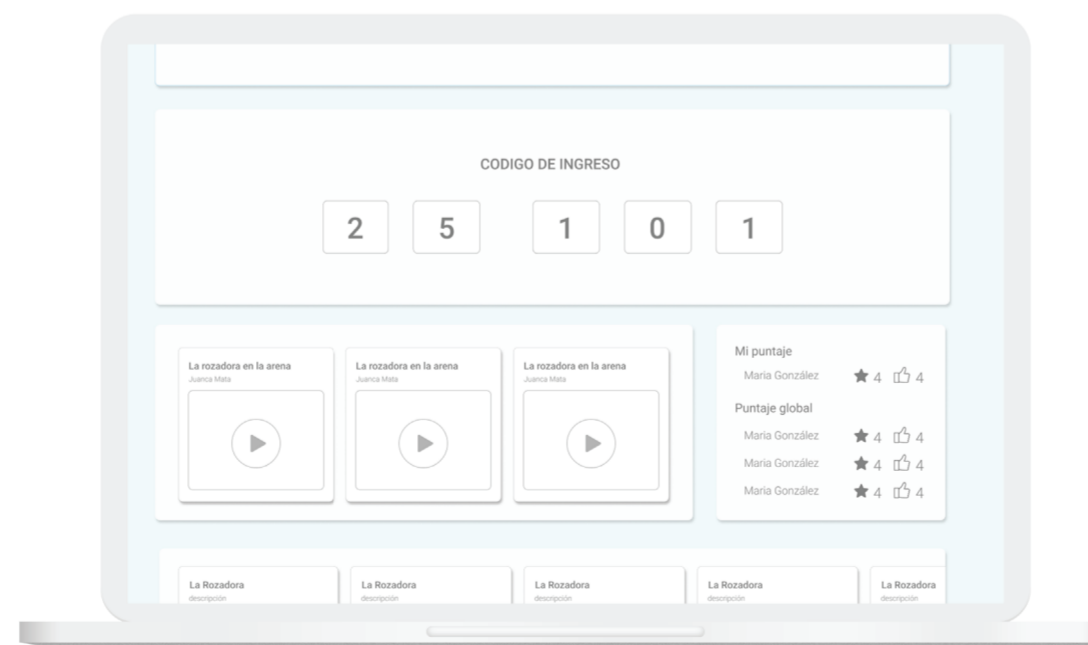 CODIGO DE INGRESO
2 5 1 0 1
La rozadora en la arena
Juanca Mata
La rozadora en la arena
Juanca Mata
La rozadora en la arena
Juanca Mata
Mi puntaje
Maria González 4 4
Puntaje global
Maria González 4 4
Maria González 4 4
Maria González 4 4
La Rozadora
descripción
La Rozadora
descripción
La Rozadora
descripción
La Rozadora
descripción
La Rozadora
descripción